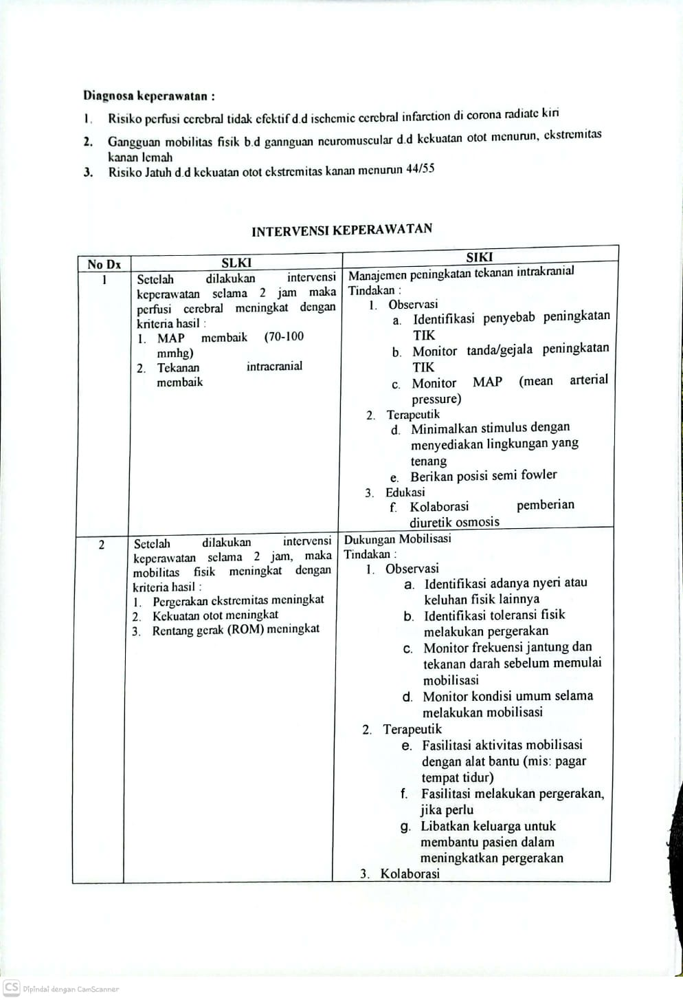 Diagnosa keperawatan :
1. Risiko perfusi cerebral tidak efektif d.d ischemic cerebral infarction di corona radiate kiri
2. Gangguan mobilitas fisik b.d gannguan neuromuscular d.d kekuatan otot menurun, ekstremitas
kanan lemah
3. Risiko Jatuh d.d kekuatan otot ekstremitas kanan menurun 44/55
INTERVENSI KEPERAWATAN
No Dx
SLKI
SIKI
1
Setelah dilakukan intervensi
keperawatan selama 2 jam maka
perfusi cerebral meningkat dengan
kriteria hasil :
1. MAP membaik (70-100
mmhg)
2. Tekanan intracranial
membaik
Manajemen peningkatan tekanan intrakranial
Tindakan :
1. Observasi
a. Identifikasi penyebab peningkatan
TIK
b. Monitor tanda/gejala peningkatan
TIK
c. Monitor MAP (mean arterial
pressure)
2. Terapeutik
d. Minimalkan stimulus dengan
menyediakan lingkungan yang
tenang
e. Berikan posisi semi fowler
3. Edukasi
f. Kolaborasi pemberian
diuretik osmosis
2
Setelah dilakukan intervensi
keperawatan selama 2 jam, maka
mobilitas fisik meningkat dengan
kriteria hasil :
1. Pergerakan ekstremitas meningkat
2. Kekuatan otot meningkat
3. Rentang gerak (ROM) meningkat
Dukungan Mobilisasi
Tindakan :
1. Observasi
a. Identifikasi adanya nyeri atau
keluhan fisik lainnya
b. Identifikasi toleransi fisik
melakukan pergerakan
c. Monitor frekuensi jantung dan
tekanan darah sebelum memulai
mobilisasi
d. Monitor kondisi umum selama
melakukan mobilisasi
2. Terapeutik
e. Fasilitasi aktivitas mobilisasi
dengan alat bantu (mis: pagar
tempat tidur)
f. Fasilitasi melakukan pergerakan,
jika perlu
g. Libatkan keluarga untuk
membantu pasien dalam
meningkatkan pergerakan
3. Kolaborasi
CS Dipindai dengan CamScanner